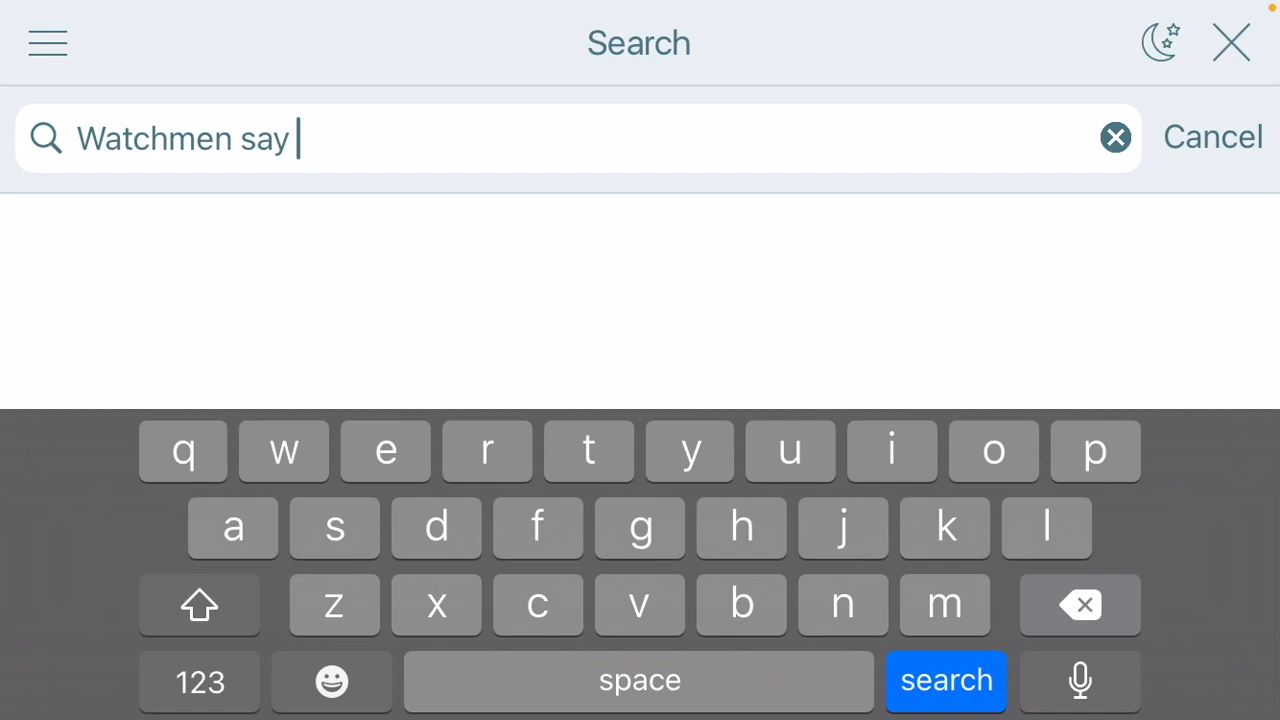 Search
Watchmen say
Cancel
q w e r t y u i o p
a s d f g h j k l
z x c v b n m
123 space search